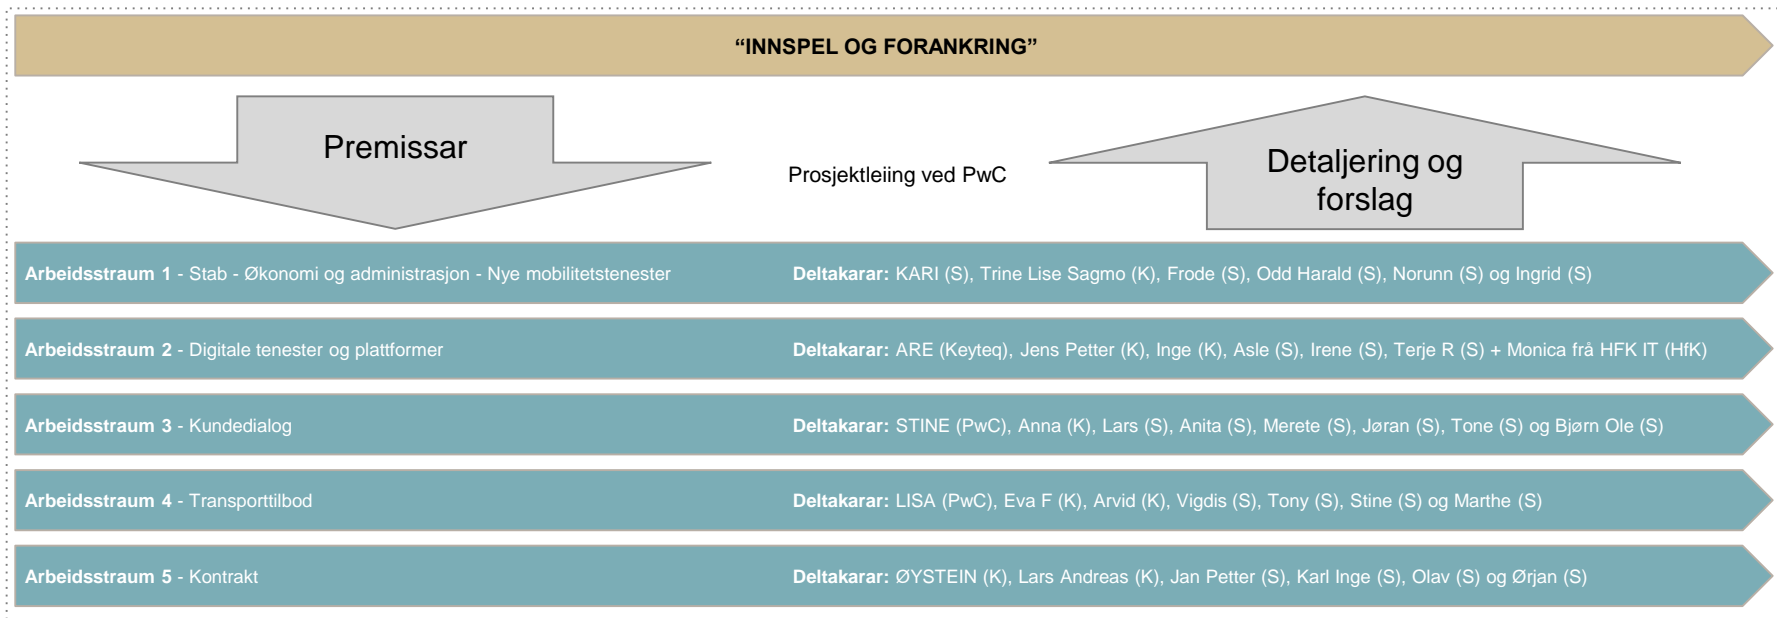 “INNSPEL OG FORANKRING”
Premissar
Prosjektleiing ved PwC
Detaljering og
forslag
Arbeidsstraum 1 - Stab - Økonomi og administrasjon - Nye mobilitetstenester
Deltakarar: KARI (S), Trine Lise Sagmo (K), Frode (S), Odd Harald (S), Norunn (S) og Ingrid (S)
Arbeidsstraum 2 - Digitale tenester og plattformer
Deltakarar: ARE (Keyteq), Jens Petter (K), Inge (K), Asle (S), Irene (S), Terje R (S) + Monica frå HFK IT (HfK)
Arbeidsstraum 3 - Kundedialog
Deltakarar: STINE (PwC), Anna (K), Lars (S), Anita (S), Merete (S), Jøran (S), Tone (S) og Bjørn Ole (S)
Arbeidsstraum 4 - Transporttilbod
Deltakarar: LISA (PwC), Eva F (K), Arvid (K), Vigdis (S), Tony (S), Stine (S) og Marthe (S)
Arbeidsstraum 5 - Kontrakt
Deltakarar: ØYSTEIN (K), Lars Andreas (K), Jan Petter (S), Karl Inge (S), Olav (S) og Ørjan (S)